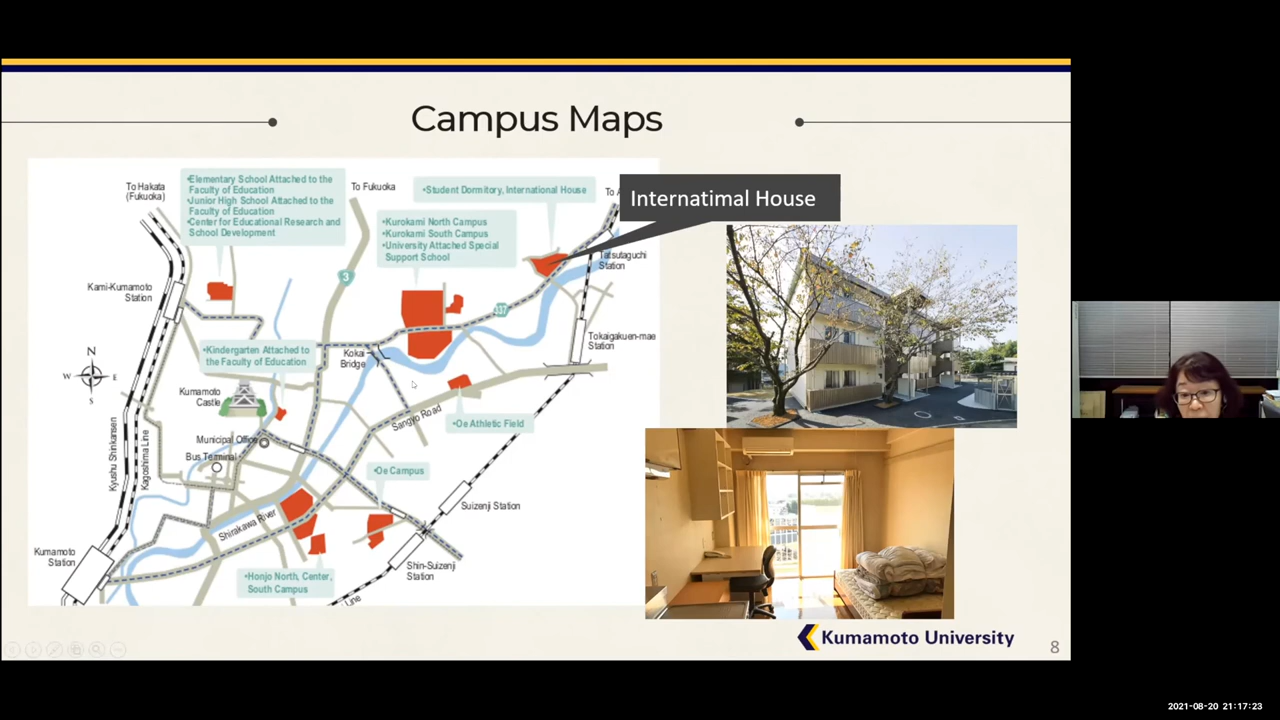 Campus Maps
To Hakata
(Fukuoka)
•Elementary School Attached to the
Faculty of Education
•Junior High School Attached to the
Faculty of Education
•Center for Educational Research and
School Development
To Fukuoka
•Student Dormitory, International House
To A
Internatimal House
•Kurokami North Campus
•Kurokami South Campus
•University Attached Special
Support School
Tatsutaguchi
Station
3
337
Kami-Kumamoto
Station
Tokaigakuen-mae
Station
•Kindergarten Attached to
the Faculty of Education
Kokai
Bridge
N
W
E
S
Kumamoto
Castle
Sangyo Road
•Oe Athletic Field
Municipal Office
Bus Terminal
Kyushu Shinkansen
Kagoshima Line
•Oe Campus
Suizenji Station
Shirakawa River
Kumamoto
Station
Shin-Suizenji
Station
•Honjo North, Center,
South Campus
Line
Kumamoto University
8
2021-08-20 21:17:23